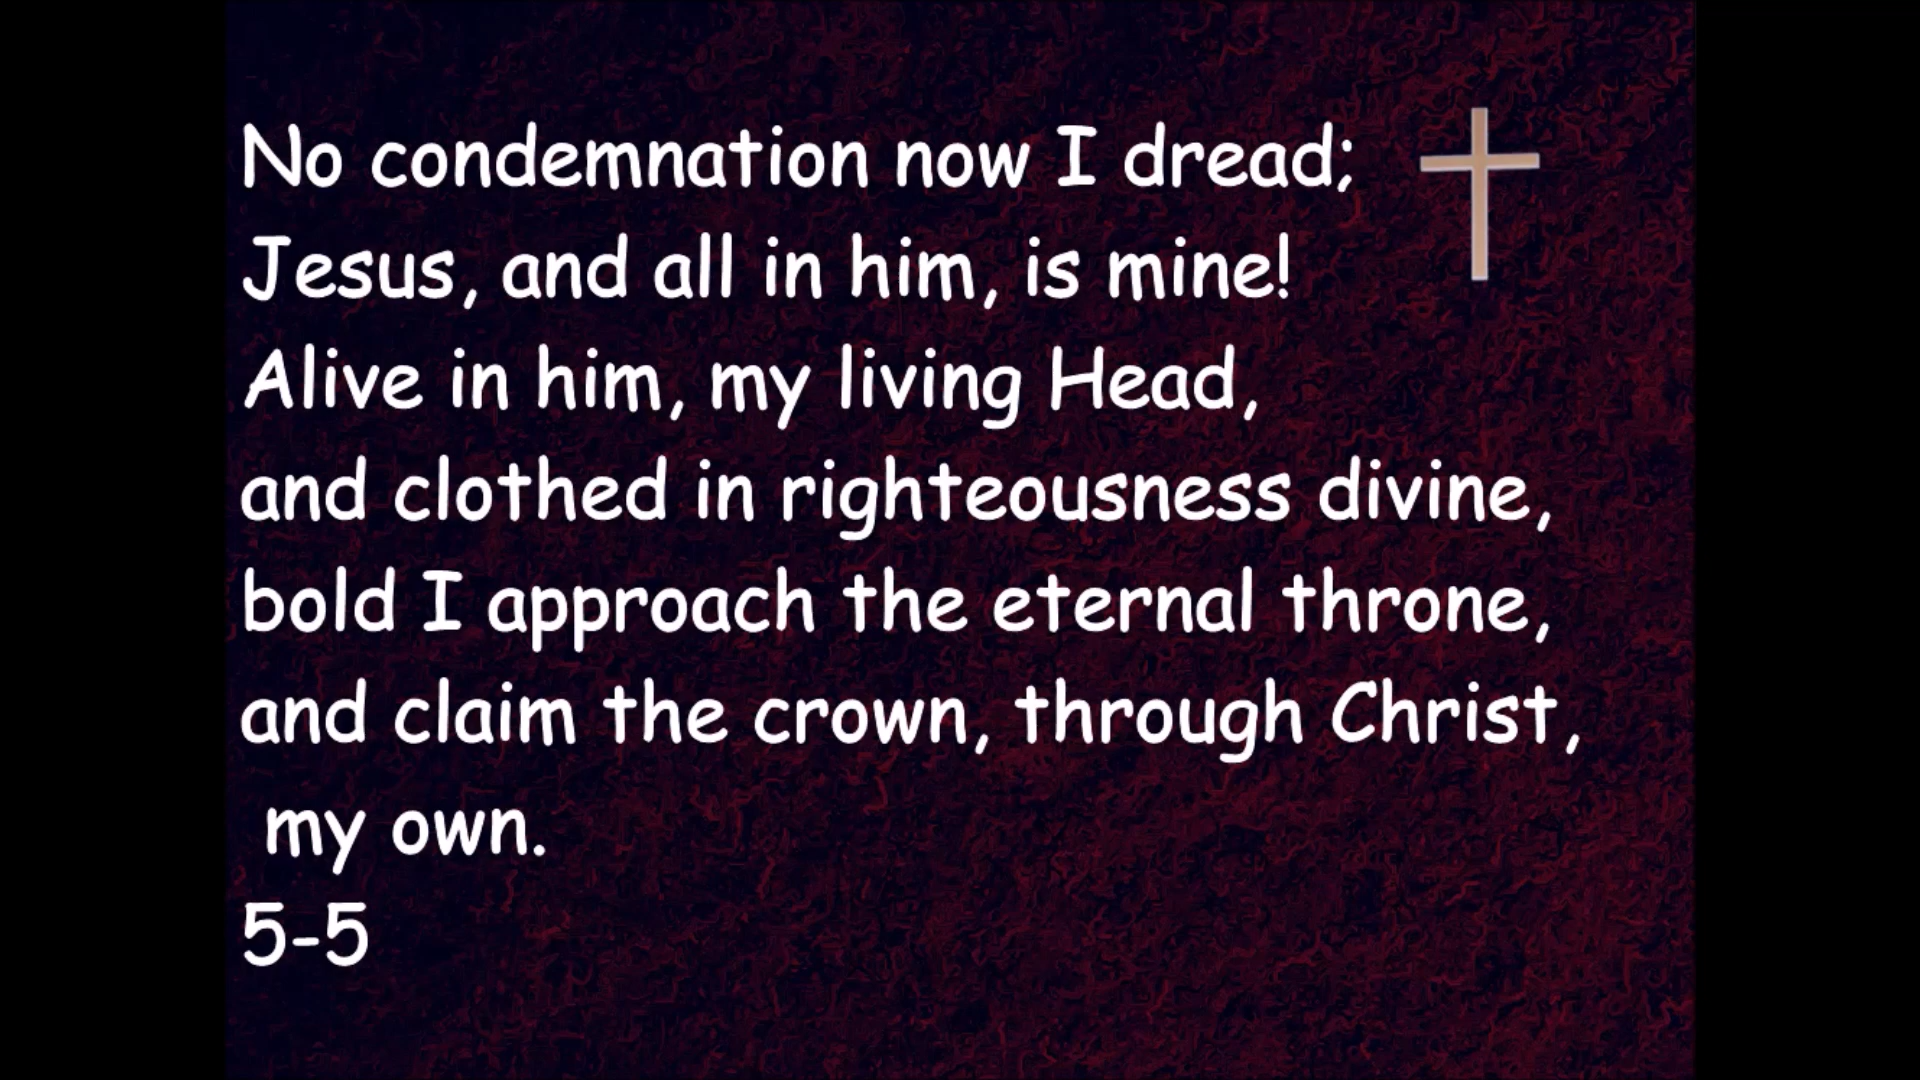 No condemnation now I dread;
Jesus, and all in him, is mine!
Alive in him, my living Head,
and clothed in righteousness divine,
bold I approach the eternal throne,
and claim the crown, through Christ,
my own.
5-5